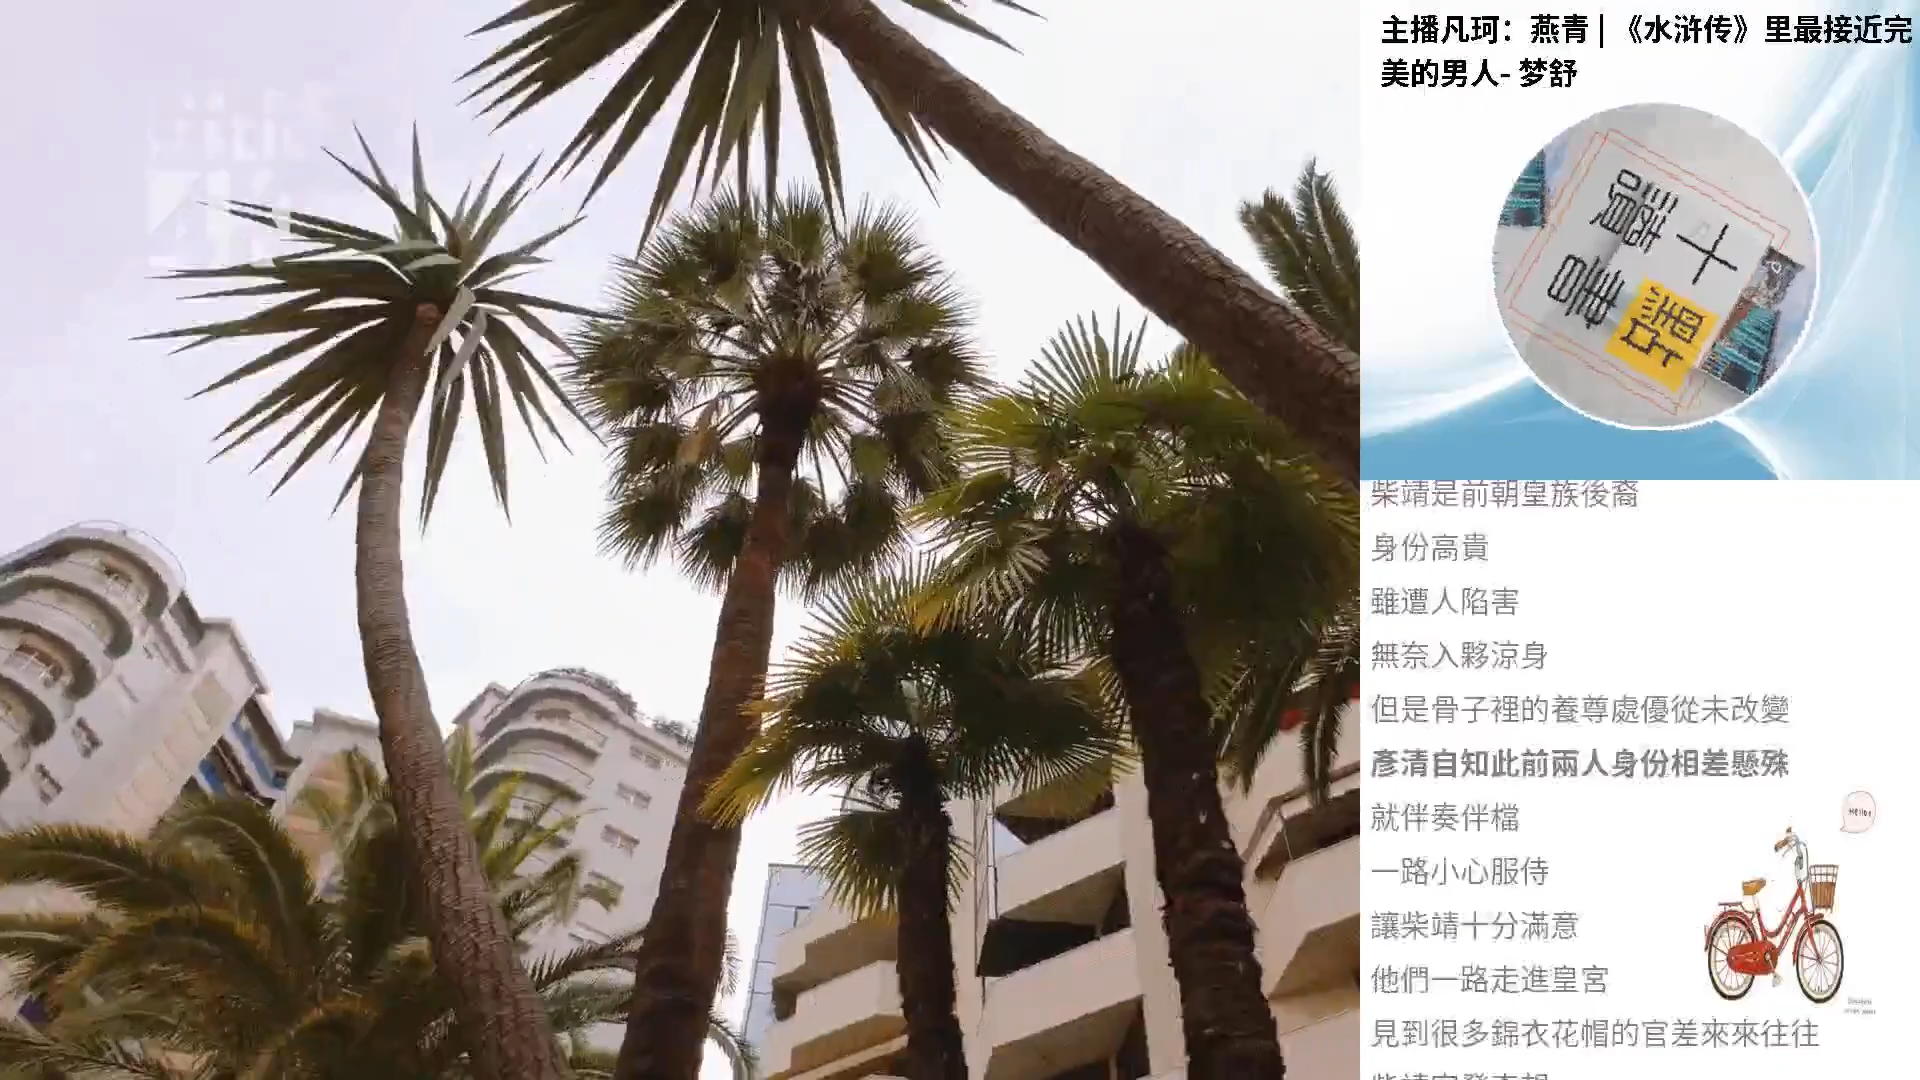 主播凡珂：燕青 | 《水浒传》里最接近完
美的男人- 梦舒
十
柴靖是前朝皇族後裔
身份高貴
雖遭人陷害
無奈入夥涼身
但是骨子裡的養尊處優從未改變
彥清自知此前兩人身份相差懸殊
就伴奏伴檔
一路小心服侍
讓柴靖十分滿意
他們一路走進皇宮
Hello!
見到很多錦衣花帽的官差來來往往